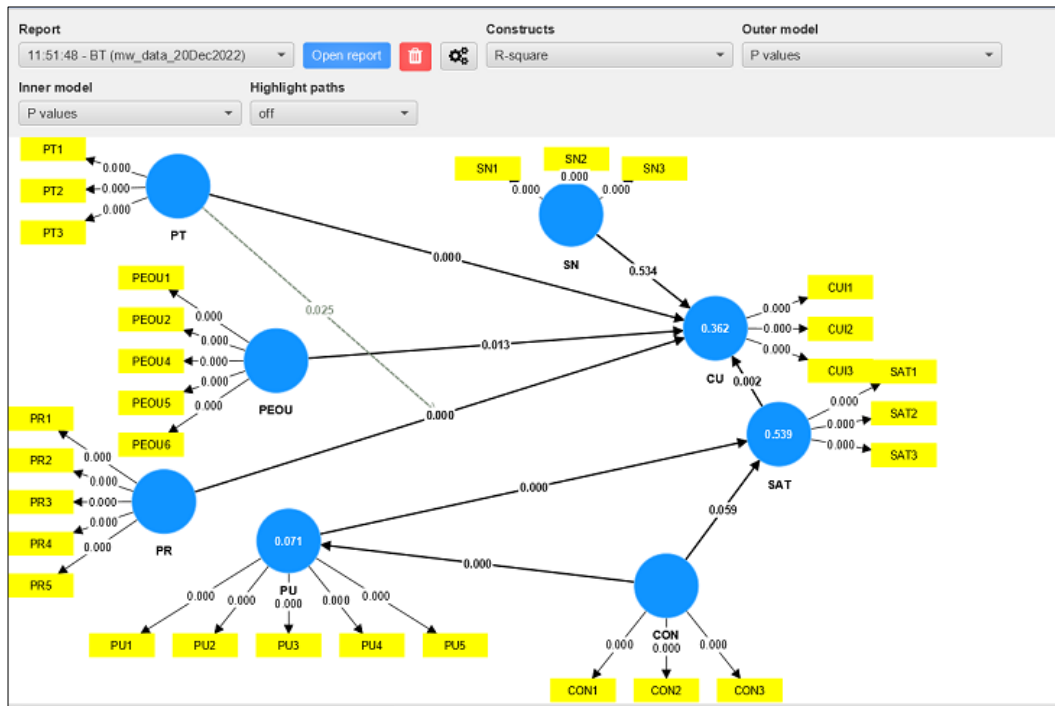 Report
Constructs
Outer model
11:51:48 - BT (mw_data_20Dec2022)
Open report
R-square
P values
Inner model
Highlight paths
P values
off
PT1
0.000
PT2
0.000
PT3
0.000
PT
SN1
SN2
SN3
0.000
0.000
0.000
SN
0.000
0.534
0.025
PEOU1
0.000
PEOU2
0.000
PEOU4
0.000
PEOU5
0.000
PEOU6
0.000
PEOU
0.013
0.362
CU
0.000
CUI1
0.000
CUI2
0.000
CUI3
0.002
0.000
PR1
0.000
PR2
0.000
PR3
0.000
PR4
0.000
PR5
0.000
PR
0.539
SAT
0.000
SAT1
0.000
SAT2
0.000
SAT3
0.000
0.059
0.071
PU
0.000
0.000
0.000
0.000
0.000
0.000
PU1
PU2
PU3
PU4
PU5
CON
0.000
0.000
0.000
CON1
CON2
CON3